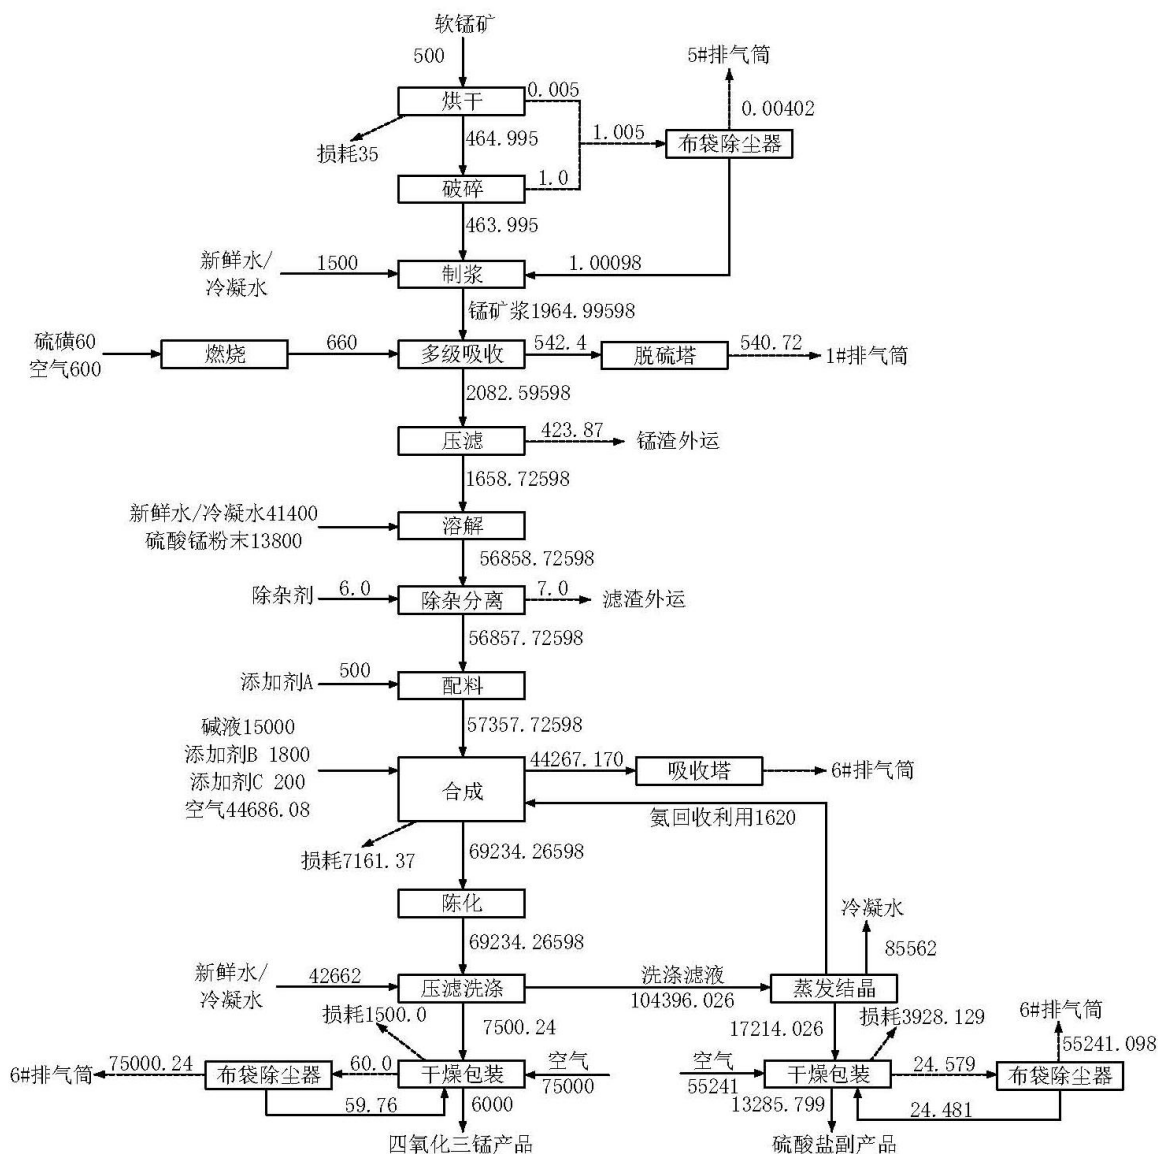 软锰矿
500
5#排气筒
0.005
烘干
0.00402
464.995
1.005
布袋除尘器
损耗35
1.0
破碎
463.995
新鲜水/
冷凝水
1500
制浆
1.00098
锰矿浆1964.99598
硫磺60
空气600
燃烧
660
多级吸收
542.4
脱硫塔
540.72
1#排气筒
2082.59598
压滤
423.87
锰渣外运
1658.72598
新鲜水/冷凝水41400
硫酸锰粉末13800
溶解
56858.72598
除杂剂
6.0
除杂分离
7.0
滤渣外运
56857.72598
添加剂A
500
配料
57357.72598
碱液15000
添加剂B 1800
添加剂C 200
空气44686.08
合成
44267.170
吸收塔
6#排气筒
氨回收利用1620
损耗7161.37
69234.26598
陈化
冷凝水
69234.26598
85562
新鲜水/
冷凝水
42662
压滤洗涤
洗涤滤液
104396.026
蒸发结晶
损耗1500.0
7500.24
17214.026
损耗3928.129
6#排气筒
55241.098
6#排气筒
75000.24
布袋除尘器
60.0
干燥包装
空气
75000
空气
55241
干燥包装
24.579
布袋除尘器
59.76
6000
13285.799
24.481
四氧化三锰产品
硫酸盐副产品